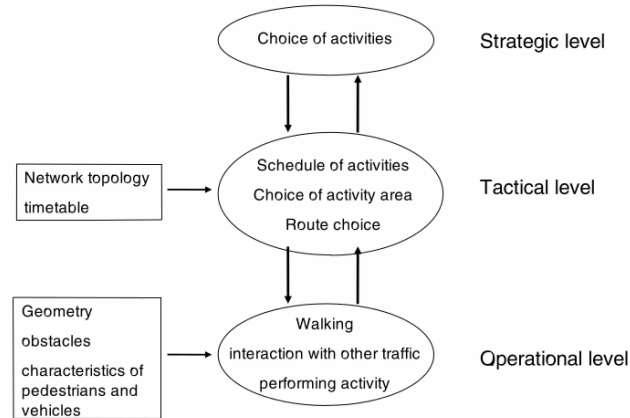 Choice of activities
Strategic level
Schedule of activities
Choice of activity area
Route choice
Network topology
timetable
Tactical level
Geometry
obstacles
characteristics of
pedestrians and
vehicles
Walking
interaction with other traffic
performing activity
Operational level